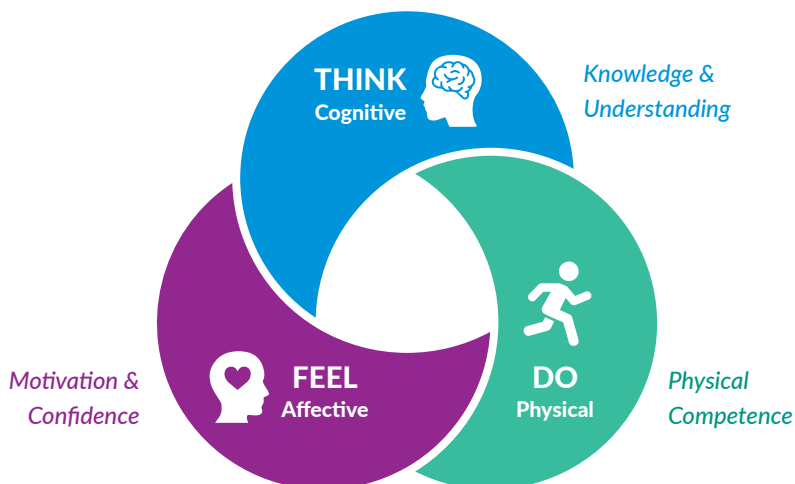 THINK
Cognitive
Knowledge &
Understanding
Motivation &
Confidence
FEEL
Affective
DO
Physical
Physical
Competence